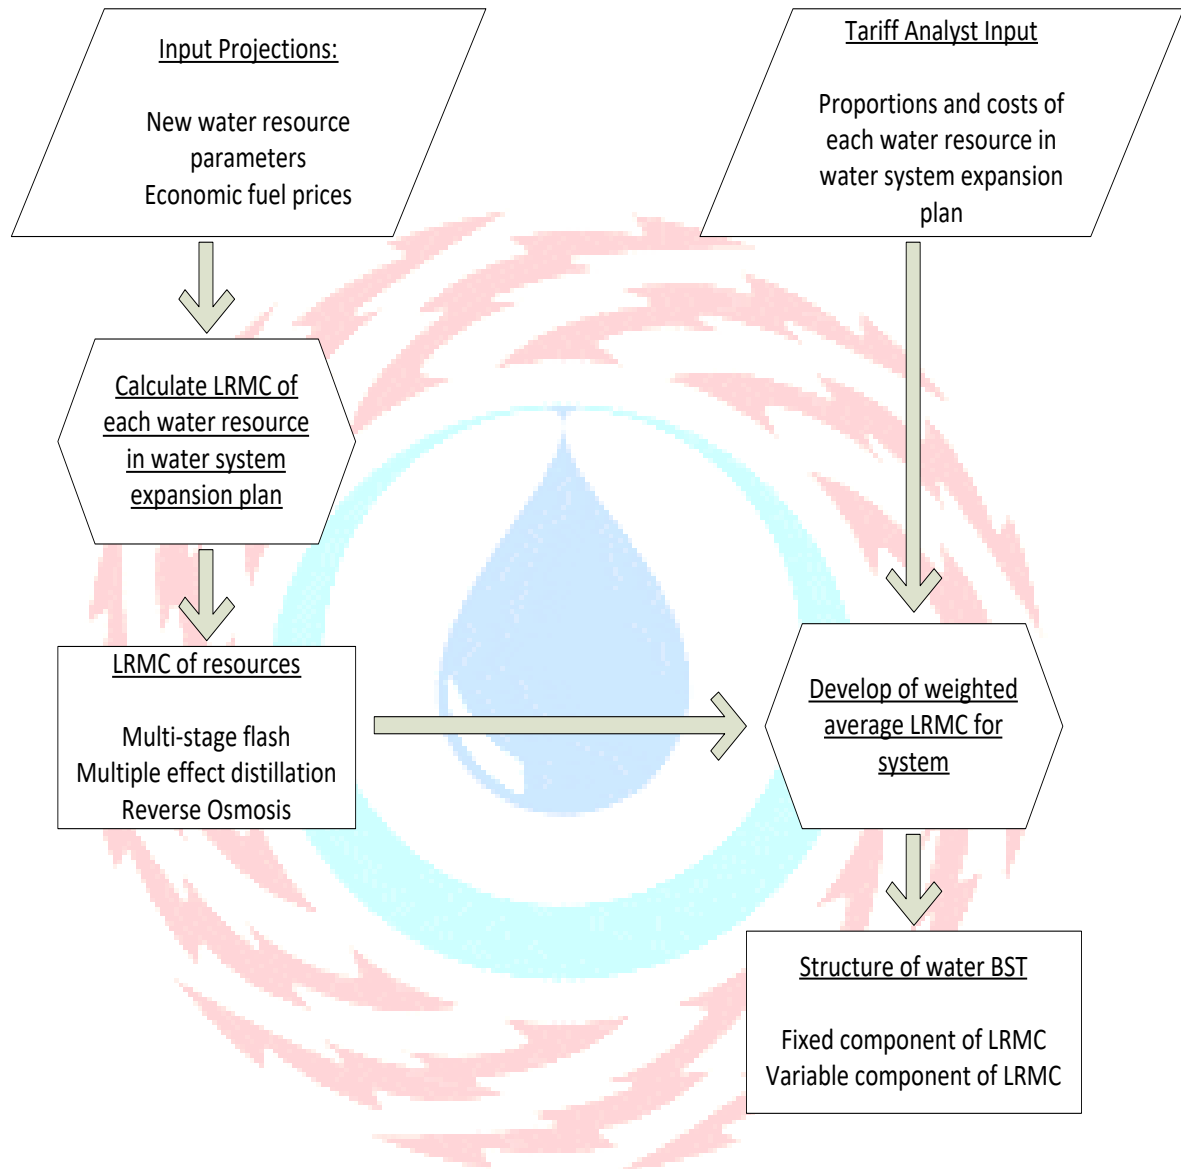 Input Projections:
New water resource
parameters
Economic fuel prices
Tariff Analyst Input
Proportions and costs of
each water resource in
water system expansion
plan
Calculate LRMC of
each water resource
in water system
expansion plan
LRMC of resources
Multi-stage flash
Multiple effect distillation
Reverse Osmosis
Develop of weighted
average LRMC for
system
Structure of water BST
Fixed component of LRMC
Variable component of LRMC